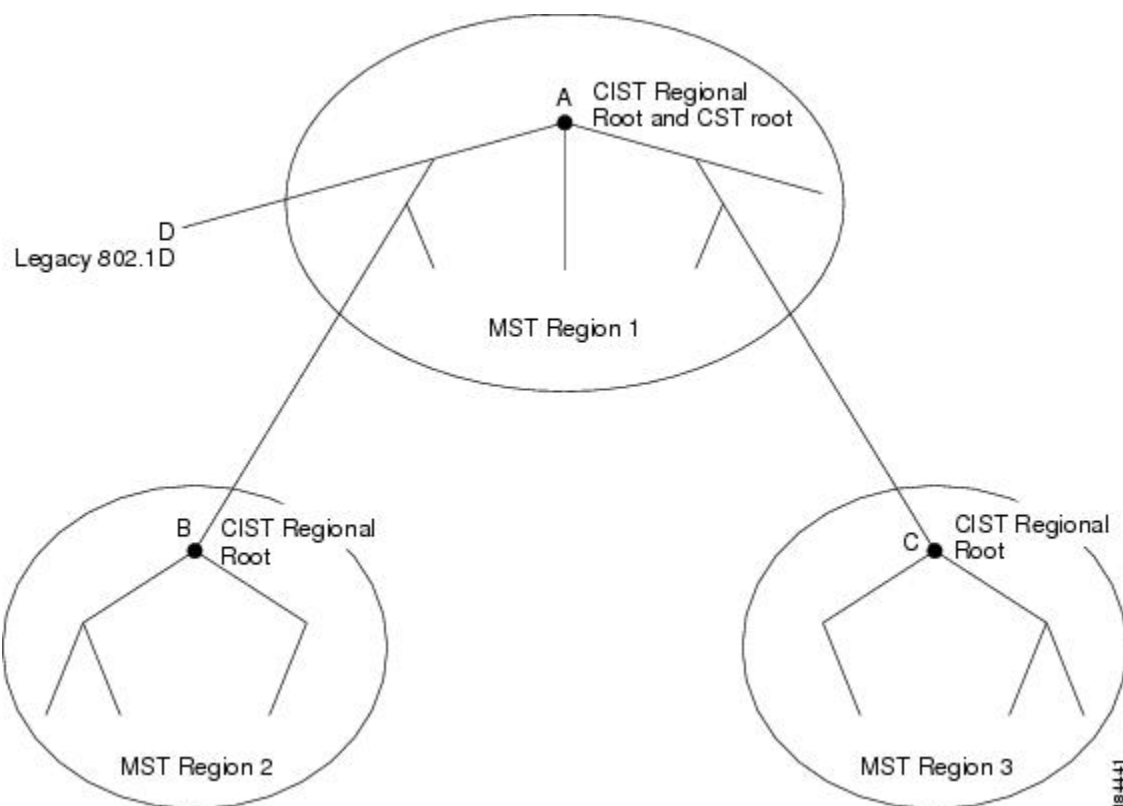 A
CIST Regional
Root and CST root
D
Legacy 802.1D
MST Region 1
B
CIST Regional
Root
C
CIST Regional
Root
MST Region 2
MST Region 3